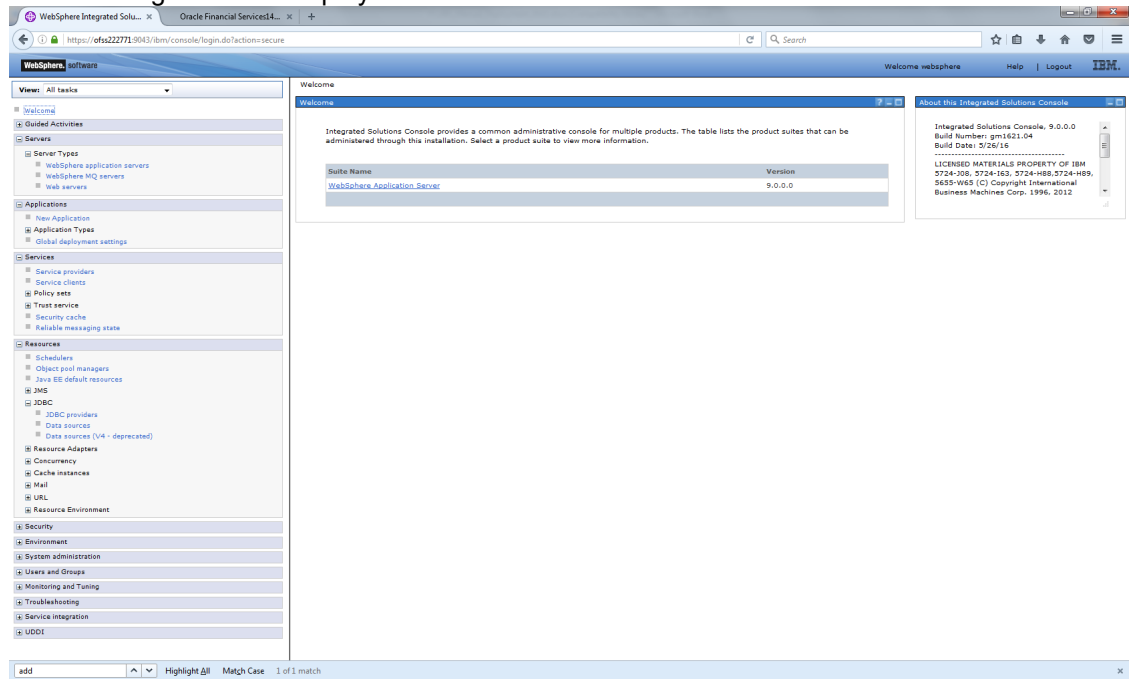 WebSphere Integrated Solu... × Oracle Financial Services14... × +
https://ofss222771:9043/ibm/console/login.do?action=secure Search
WebSphere. software Welcome websphere Help | Logout IBM.
View: All tasks
Welcome
Guided Activities
Servers
Server Types
WebSphere application servers
WebSphere MQ servers
Web servers
Applications
New Application
Application Types
Global deployment settings
Services
Service providers
Service clients
Policy sets
Trust service
Security cache
Reliable messaging state
Resources
Schedulers
Object pool managers
Java EE default resources
JMS
JDBC
JDBC providers
Data sources
Data sources (V4 - deprecated)
Resource Adapters
Concurrency
Cache instances
Mail
URL
Resource Environment
Security
Environment
System administration
Users and Groups
Monitoring and Tuning
Troubleshooting
Service integration
UDDI
Welcome
Welcome
Integrated Solutions Console provides a common administrative console for multiple products. The table lists the product suites that can be
administered through this installation. Select a product suite to view more information.
Suite Name Version
WebSphere Application Server 9.0.0.0
About this Integrated Solutions Console
Integrated Solutions Console, 9.0.0.0
Build Number: gm1621.04
Build Date: 5/26/16
----------------------------------------
LICENSED MATERIALS PROPERTY OF IBM
5724-J08, 5724-I63, 5724-H88,5724-H89,
5655-W65 (C) Copyright International
Business Machines Corp. 1996, 2012
add Highlight All Match Case 1 of 1 match